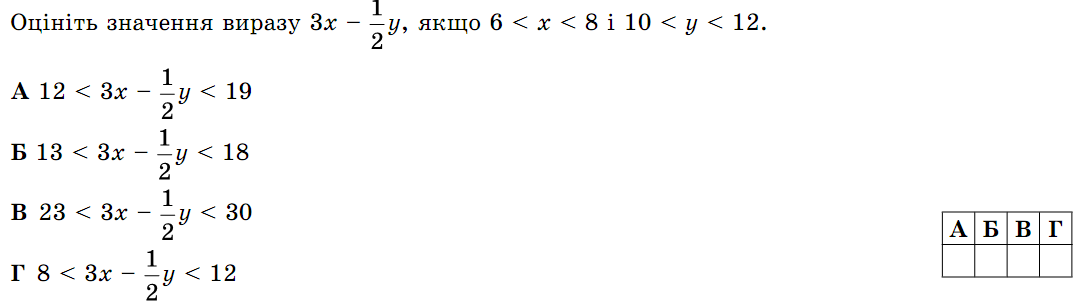 Оцініть значення виразу 3x − 1/2 y, якщо 6 < x < 8 і 10 < y < 12.
А 12 < 3x − 1/2 y < 19
Б 13 < 3x − 1/2 y < 18
В 23 < 3x − 1/2 y < 30
Г 8 < 3x − 1/2 y < 12
А Б В Г